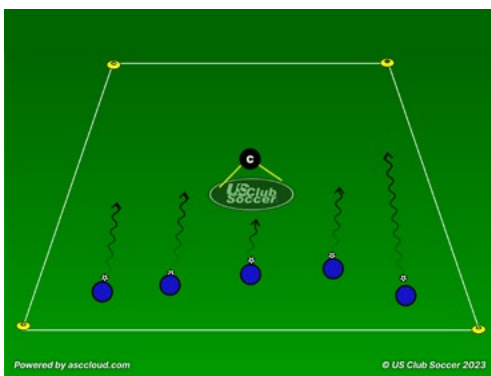 C
US Club
Soccer
Powered by asccloud.com
© US Club Soccer 2023